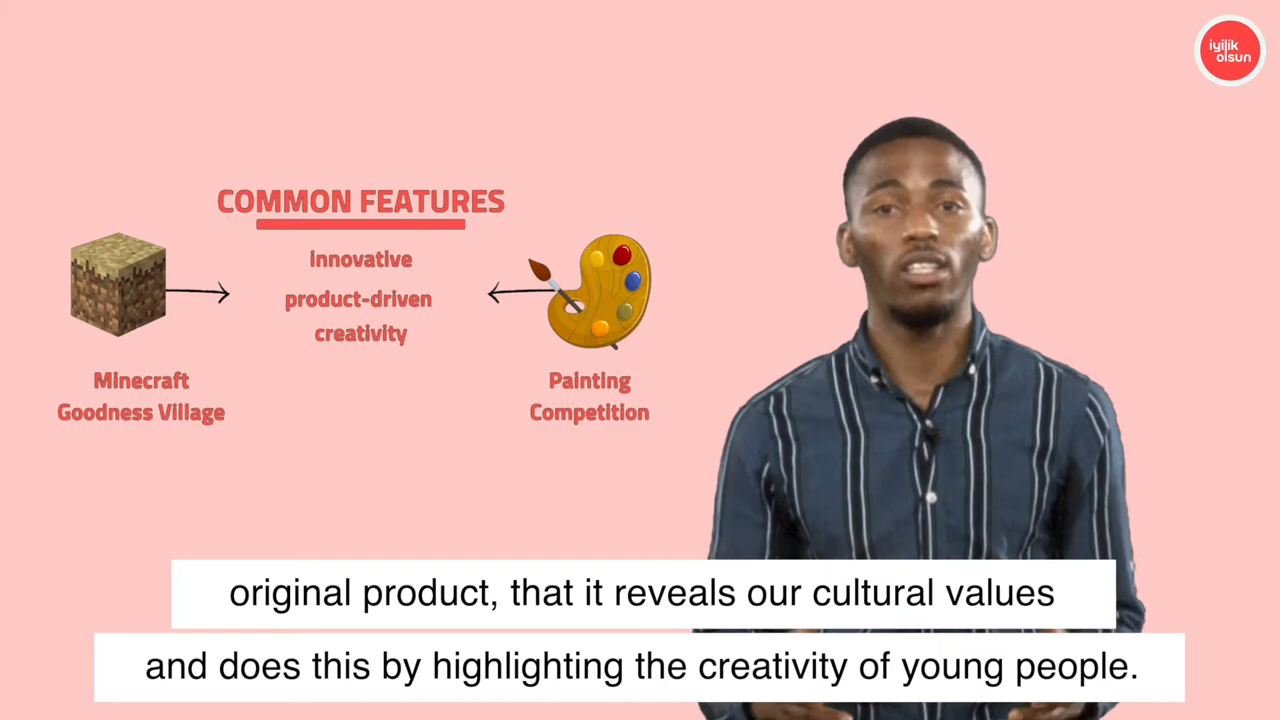 iyilik
olsun
COMMON FEATURES
innovative
product-driven
creativity
Minecraft
Goodness Village
Painting
Competition
original product, that it reveals our cultural values
and does this by highlighting the creativity of young people.